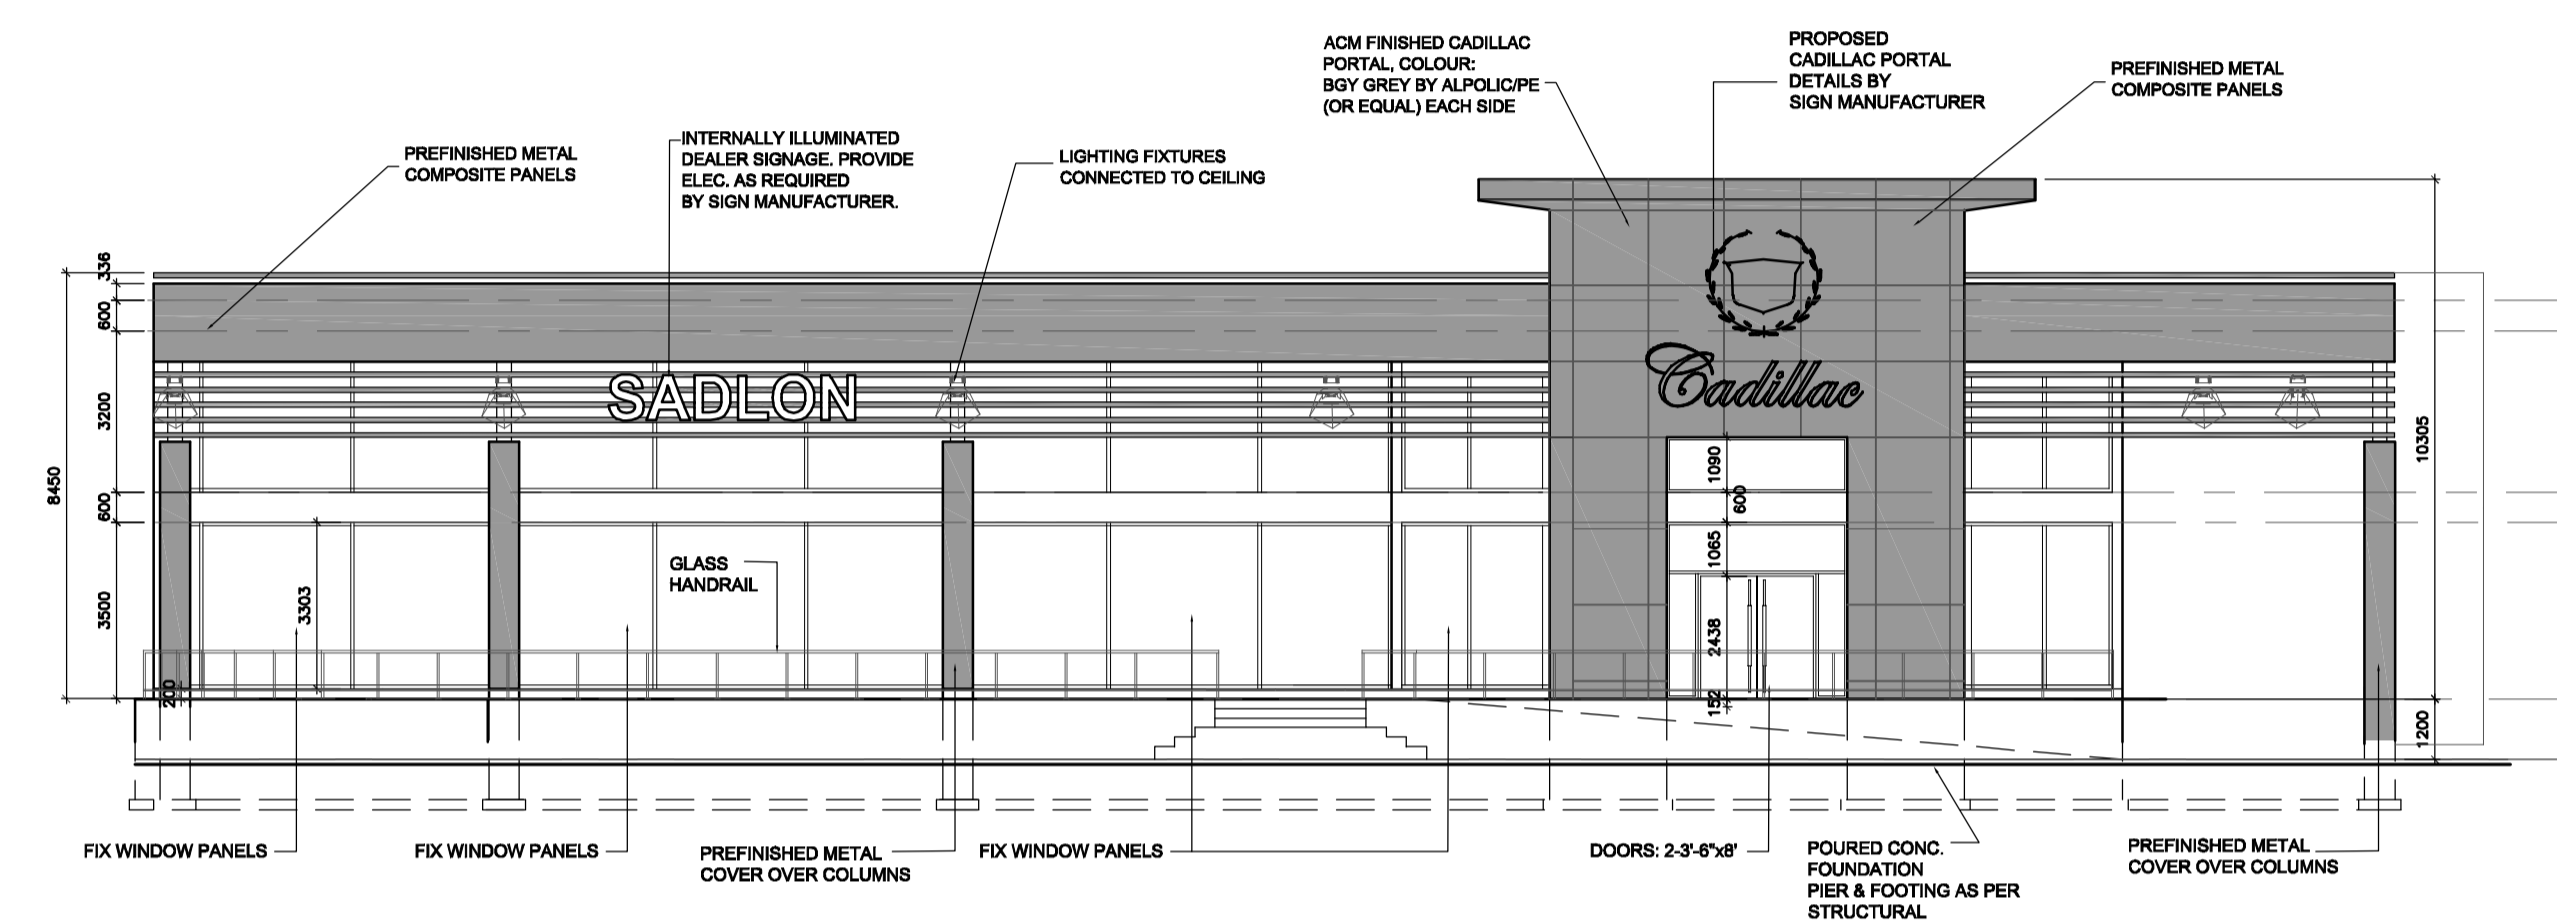 ACM FINISHED CADILLAC
PORTAL, COLOUR:
BGY GREY BY ALPOLIC/PE
(OR EQUAL) EACH SIDE
PROPOSED
CADILLAC PORTAL
DETAILS BY
SIGN MANUFACTURER
PREFINISHED METAL
COMPOSITE PANELS
PREFINISHED METAL
COMPOSITE PANELS
INTERNALLY ILLUMINATED
DEALER SIGNAGE. PROVIDE
ELEC. AS REQUIRED
BY SIGN MANUFACTURER.
LIGHTING FIXTURES
CONNECTED TO CEILING
336
600
3200
8450
600
3500
3303
200
SADLON
Cadillac
1090
600
1065
2438
152
10305
1200
GLASS
HANDRAIL
FIX WINDOW PANELS
FIX WINDOW PANELS
PREFINISHED METAL
COVER OVER COLUMNS
FIX WINDOW PANELS
DOORS: 2-3'-6"x8'
POURED CONC.
FOUNDATION
PIER & FOOTING AS PER
STRUCTURAL
PREFINISHED METAL
COVER OVER COLUMNS